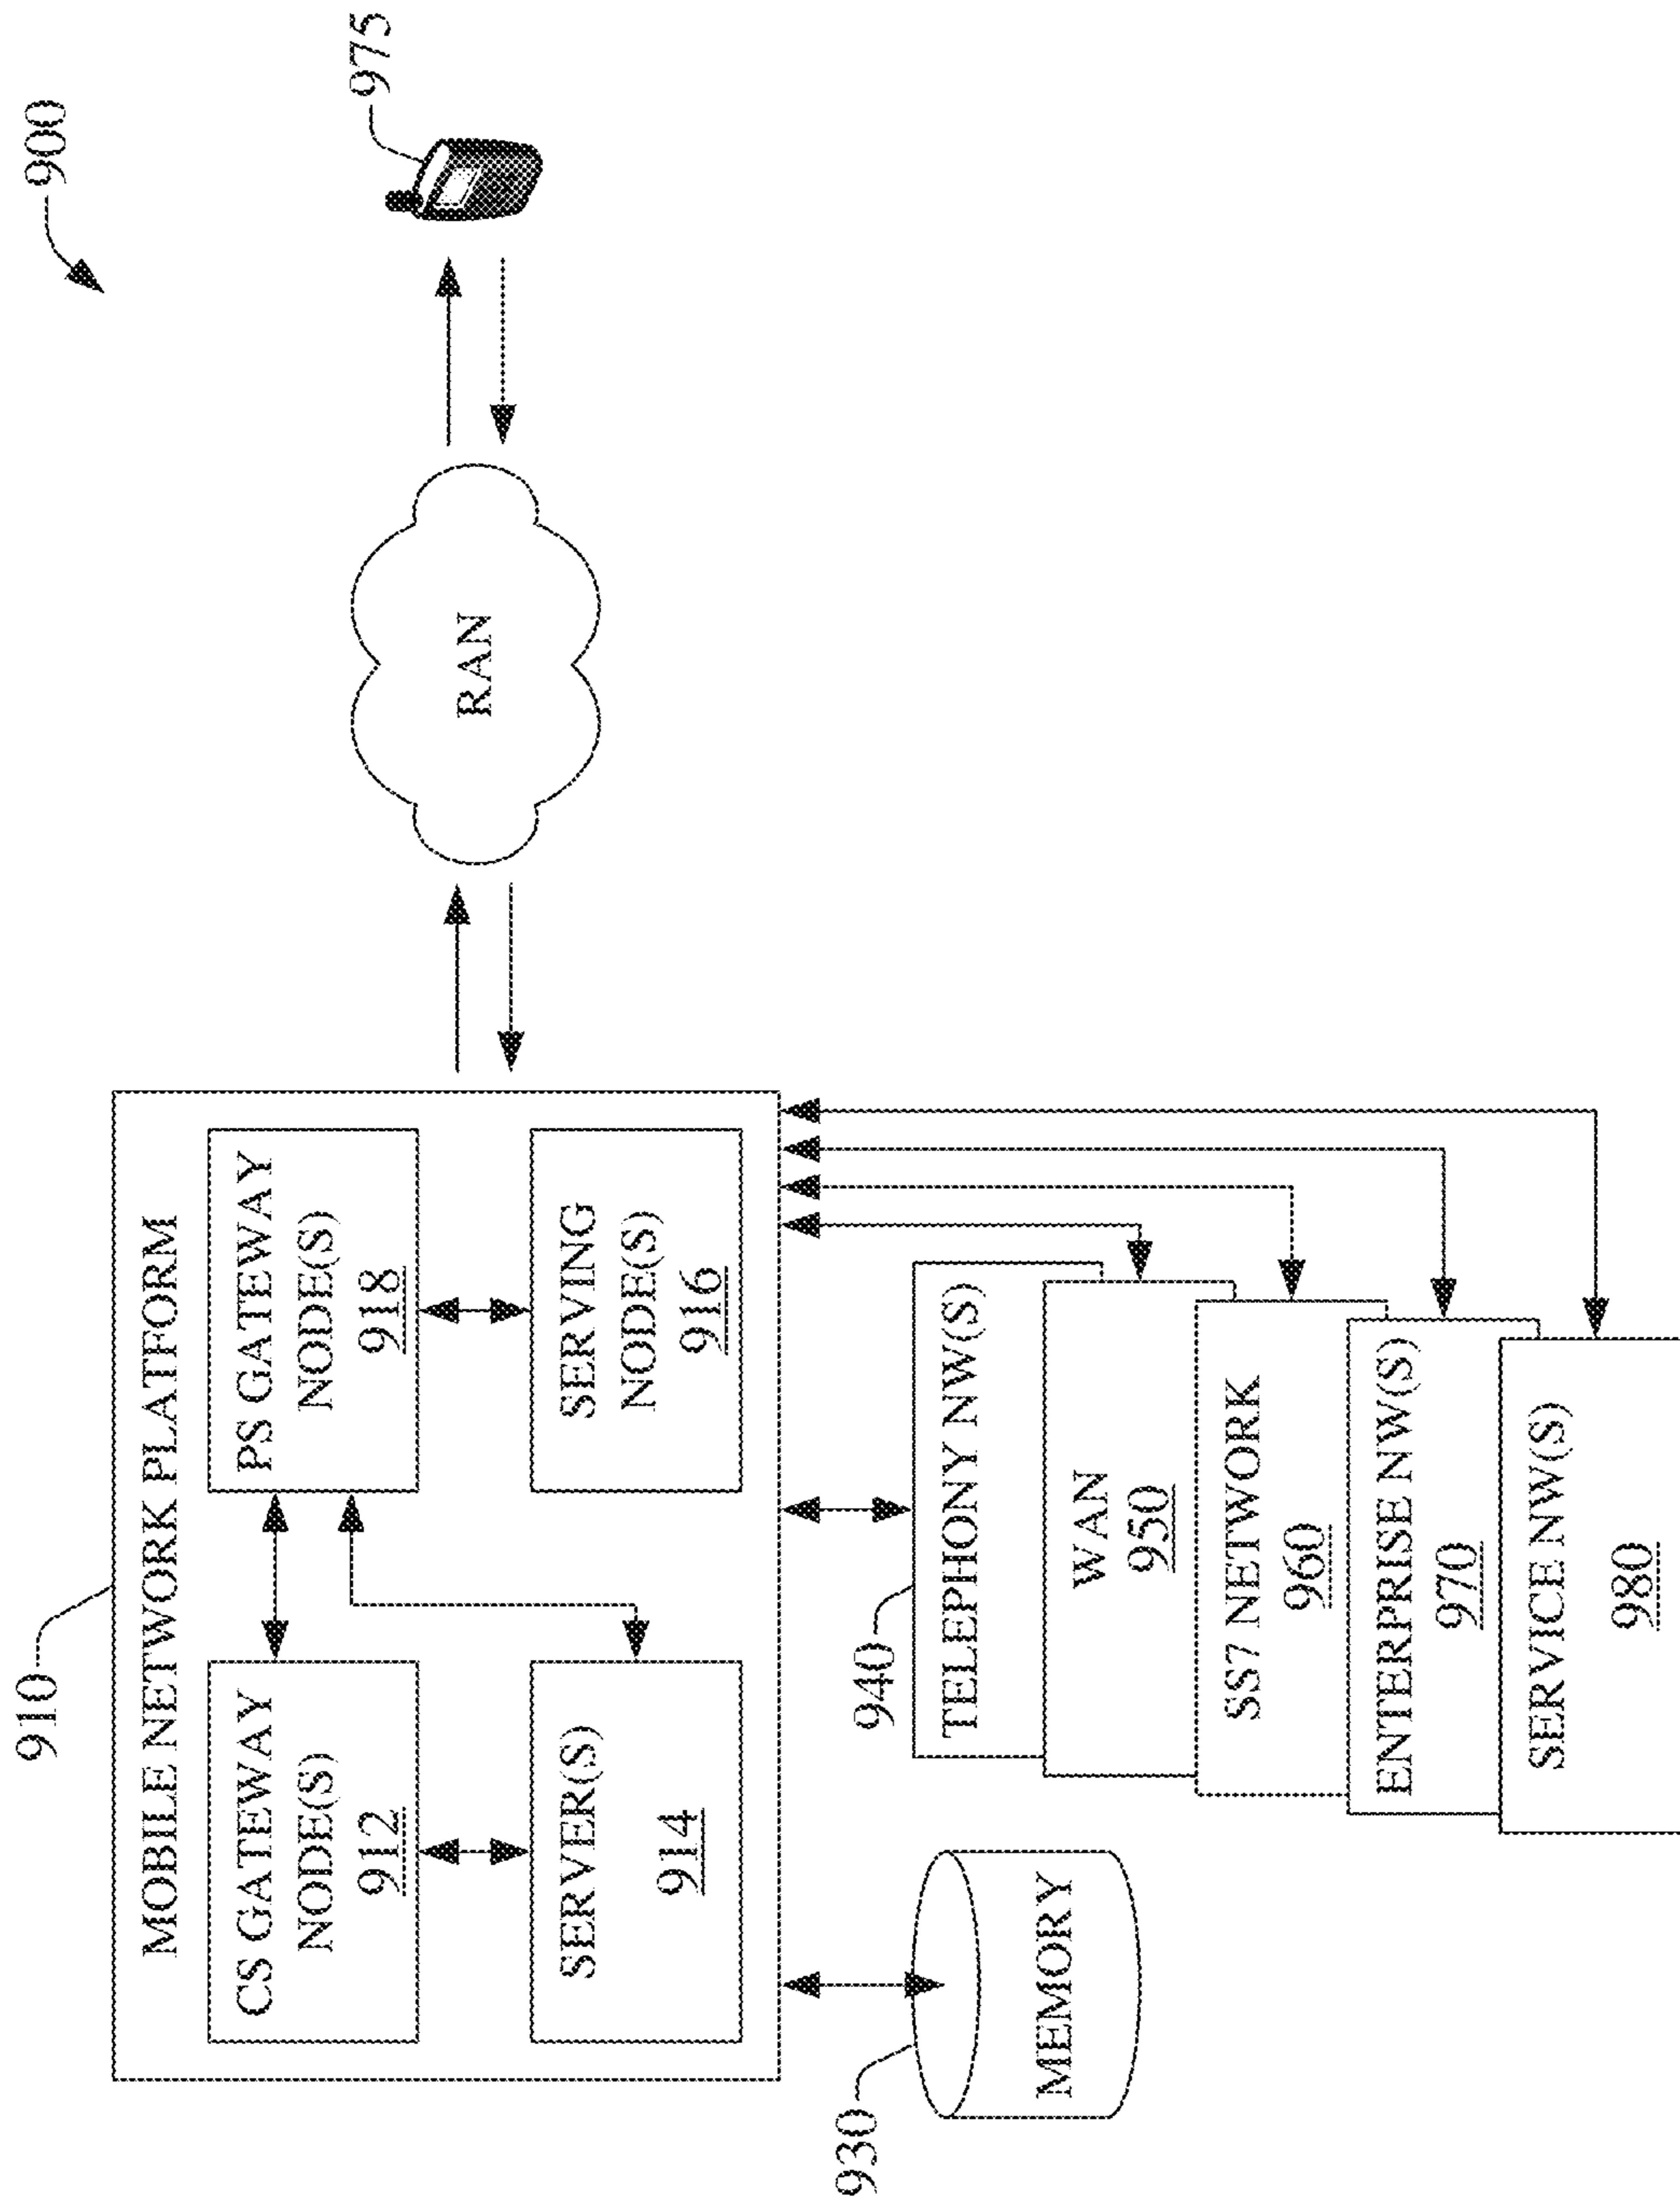 900
910
MOBILE NETWORK PLATFORM
CS GATEWAY
NODE(S)
912
PS GATEWAY
NODE(S)
918
SERVER(S)
914
SERVING
NODE(S)
916
RAN
975
930
MEMORY
940
TELEPHONY NW(S)
WAN
950
SS7 NETWORK
960
ENTERPRISE NW(S)
970
SERVICE NW(S)
980